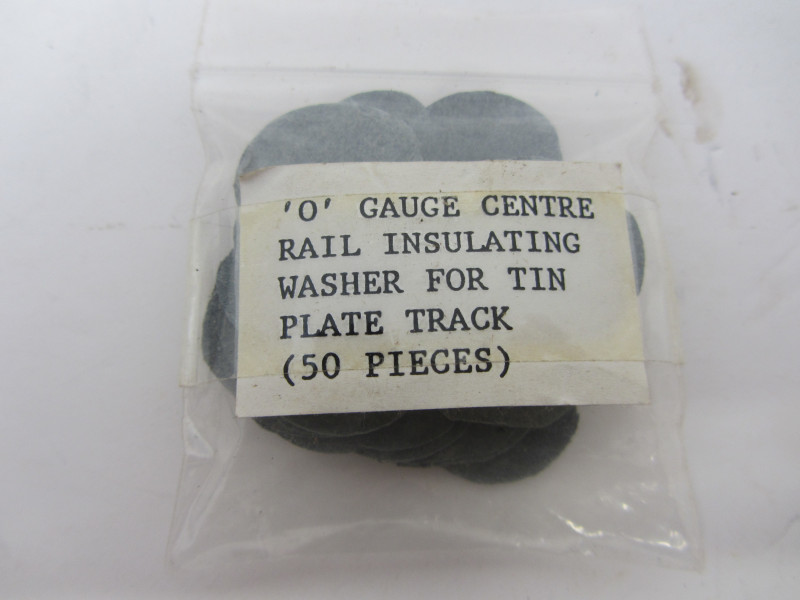 'O' GAUGE CENTRE
RAIL INSULATING
WASHER FOR TIN
PLATE TRACK
(50 PIECES)